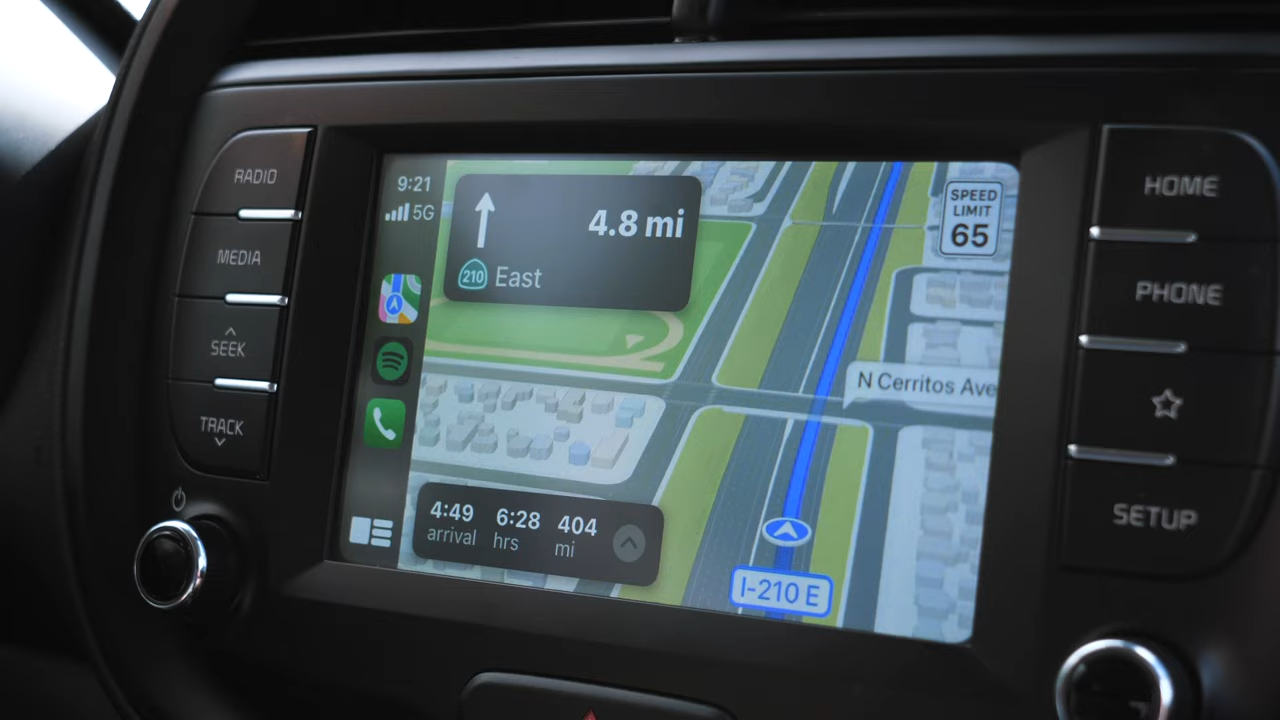 RADIO
MEDIA
SEEK
TRACK
9:21
5G
4.8 mi
210 East
SPEED
LIMIT
65
N Cerritos Ave
4:49 6:28 404
arrival hrs mi
I-210 E
HOME
PHONE
SETUP